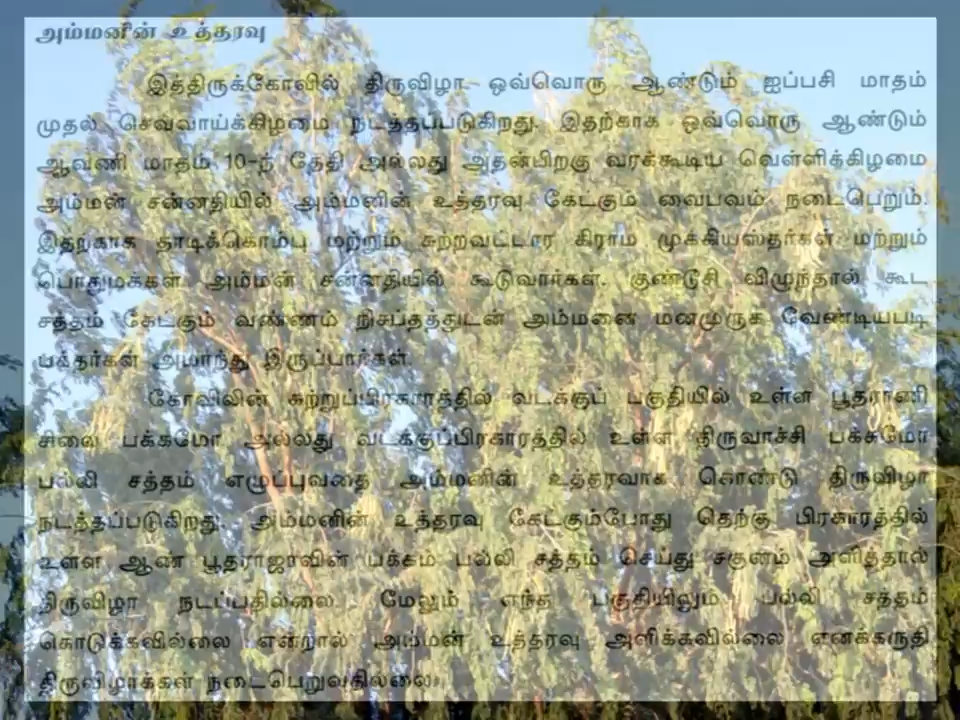 அம்மனின் உத்தரவு
இத்திருக்கோவில் திருவிழா ஒவ்வொரு ஆண்டும் ஐப்பசி மாதம்
முதல் செவ்வாய்க்கிழமை நடத்தப்படுகிறது. இதற்காக ஒவ்வொரு ஆண்டும்
ஆவணி மாதம் 10-ந் தேதி அல்லது அதன்பிறகு வரக்கூடிய வெள்ளிக்கிழமை
அம்மன் சன்னதியில் அம்மனின் உத்தரவு கேட்கும் வைபவம் நடைபெறும்.
இதற்காக தாடிக்கொம்பு மற்றும் சுற்றவட்டார கிராம முக்கியஸ்தர்கள் மற்றும்
பொதுமக்கள் அம்மன் சன்னதியில் கூடுவார்கள். குண்டூசி விழுந்தால் கூட
சத்தம் கேட்கும் வண்ணம் நிசப்தத்துடன் அம்மனை மனமுருக வேண்டியபடி
பக்தர்கள் அமர்ந்து இருப்பார்கள்.
கோவிலின் சுற்றுப்பிரகாரத்தில் வடக்குப் பகுதியில் உள்ள பூதராணி
சிலை பக்கமோ அல்லது வடக்குப்பிரகாரத்தில் உள்ள திருவாச்சி பக்கமோ
பல்லி சத்தம் எழுப்புவதை அம்மனின் உத்தரவாக கொண்டு திருவிழா
நடத்தப்படுகிறது. அம்மனின் உத்தரவு கேட்கும்போது தெற்கு பிரகாரத்தில்
உள்ள ஆண் பூதராஜாவின் பக்கம் பல்லி சத்தம் செய்து சகுனம் அளித்தால்
திருவிழா நடப்பதில்லை. மேலும் எந்த பகுதியிலும் பல்லி சத்தம்
கொடுக்கவில்லை என்றால் அம்மன் உத்தரவு அளிக்கவில்லை எனக்கருதி
திருவிழாக்கள் நடைபெறுவதில்லை.